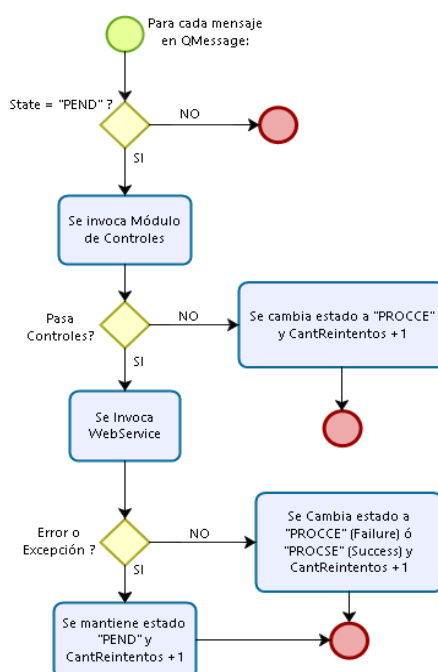 Para cada mensaje
en QMessage:
State = "PEND" ?
NO
SI
Se invoca Módulo
de Controles
Pasa
Controles?
NO
Se cambia estado a "PROCCE"
y CantReintentos +1
SI
Se Invoca
WebService
Error o
Excepción ?
NO
Se Cambia estado a
"PROCCE" (Failure) ó
"PROCSE" (Success) y
CantReintentos +1
SI
Se mantiene estado
"PEND" y
CantReintentos +1